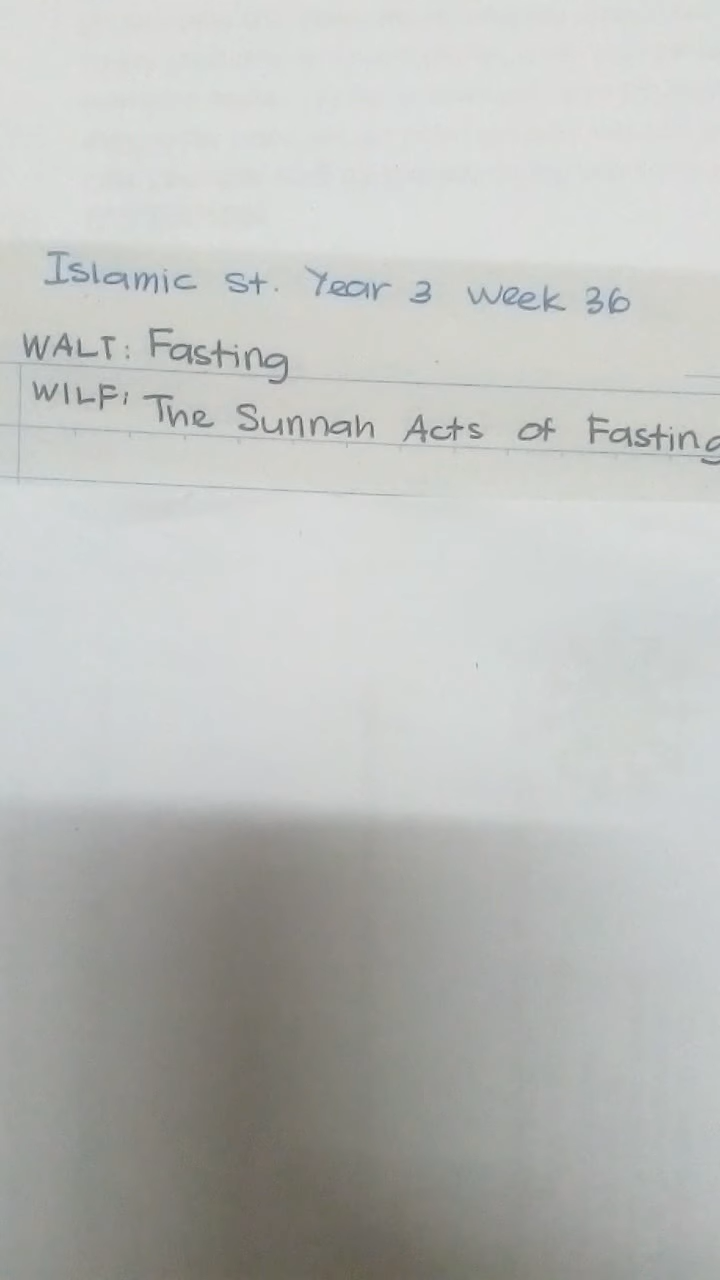 Islamic St. Year 3 Week 36
WALT: Fasting
WILF: The Sunnah Acts of Fasting